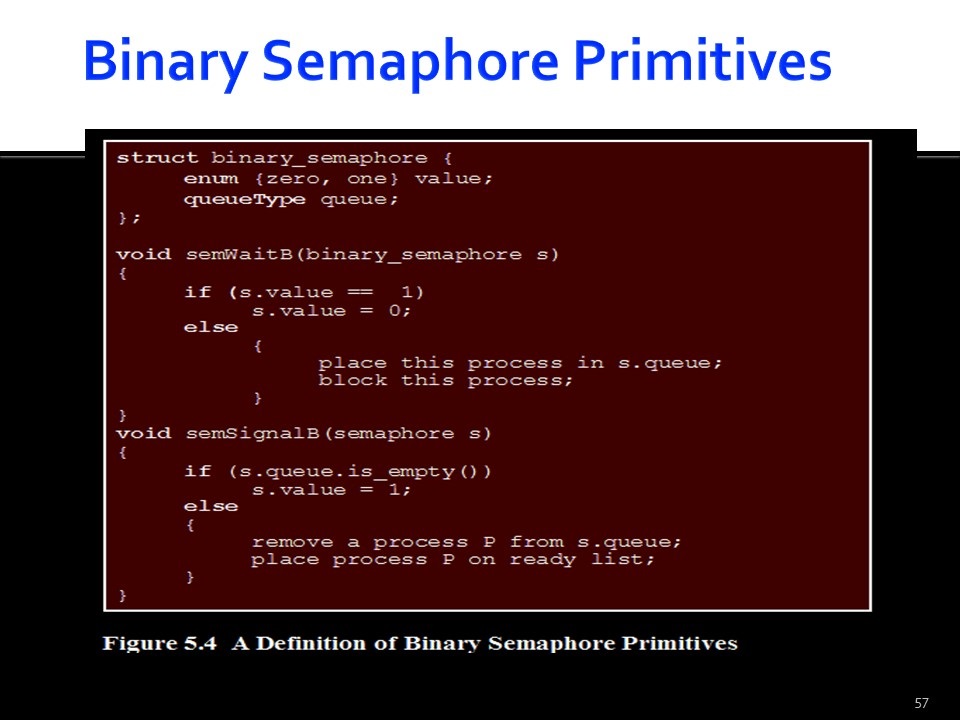 Binary Semaphore Primitives
struct binary_semaphore {
enum {zero, one} value;
queueType queue;
};
void semWaitB(binary_semaphore s)
{
if (s.value == 1)
s.value = 0;
else
{
place this process in s.queue;
block this process;
}
}
void semSignalB(semaphore s)
{
if (s.queue.is_empty())
s.value = 1;
else
{
remove a process P from s.queue;
place process P on ready list;
}
}
Figure 5.4 A Definition of Binary Semaphore Primitives
57